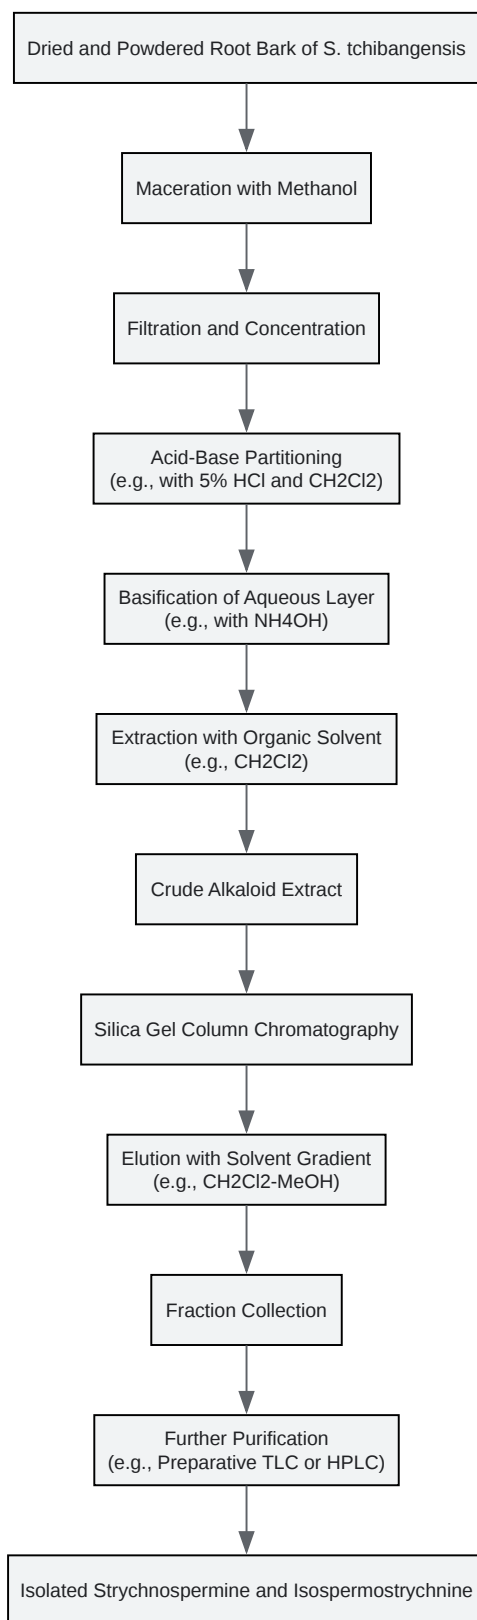 Dried and Powdered Root Bark of S. tchibangensis
Maceration with Methanol
Filtration and Concentration
Acid-Base Partitioning
(e.g., with 5% HCl and CH2Cl2)
Basification of Aqueous Layer
(e.g., with NH4OH)
Extraction with Organic Solvent
(e.g., CH2Cl2)
Crude Alkaloid Extract
Silica Gel Column Chromatography
Elution with Solvent Gradient
(e.g., CH2Cl2-MeOH)
Fraction Collection
Further Purification
(e.g., Preparative TLC or HPLC)
Isolated Strychnospermine and Isospermostrychnine